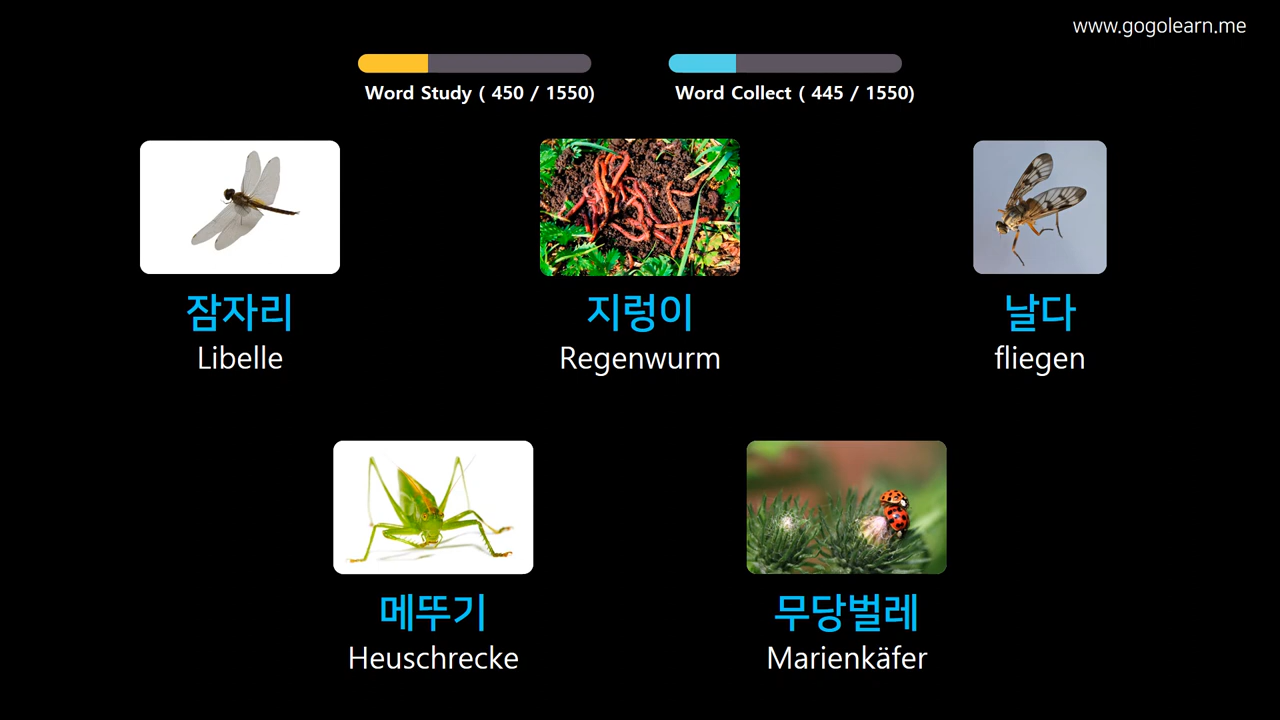 www.gogolearn.me
Word Study ( 450 / 1550)
Word Collect ( 445 / 1550)
잠자리
Libelle
지렁이
Regenwurm
날다
fliegen
메뚜기
Heuschrecke
무당벌레
Marienkäfer